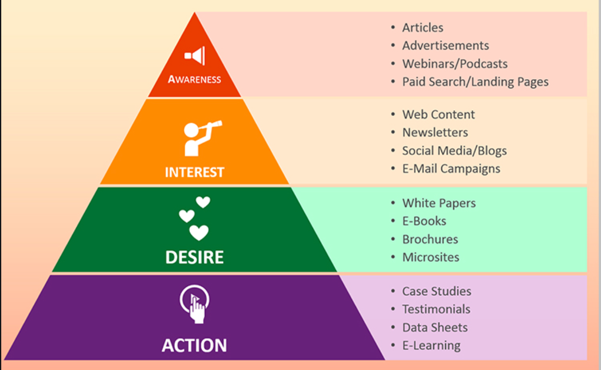 AWARENESS
• Articles
• Advertisements
• Webinars/Podcasts
• Paid Search/Landing Pages
INTEREST
• Web Content
• Newsletters
• Social Media/Blogs
• E-Mail Campaigns
DESIRE
• White Papers
• E-Books
• Brochures
• Microsites
ACTION
• Case Studies
• Testimonials
• Data Sheets
• E-Learning